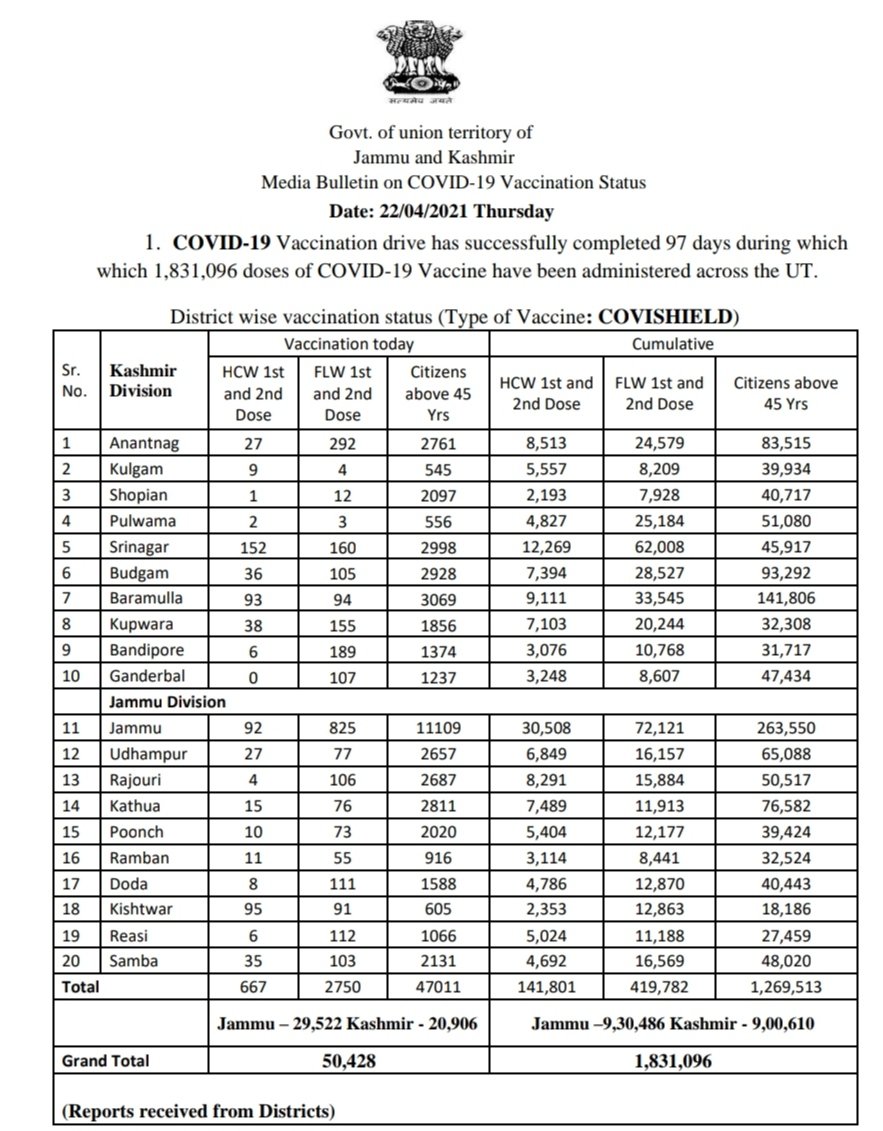 सत्यमेव जयते
Govt. of union territory of
Jammu and Kashmir
Media Bulletin on COVID-19 Vaccination Status
Date: 22/04/2021 Thursday
1. COVID-19 Vaccination drive has successfully completed 97 days during which
which 1,831,096 doses of COVID-19 Vaccine have been administered across the UT.
District wise vaccination status (Type of Vaccine: COVISHIELD)
Sr. No. Kashmir Division Vaccination today Cumulative
HCW 1st and 2nd Dose FLW 1st and 2nd Dose Citizens above 45 Yrs HCW 1st and 2nd Dose FLW 1st and 2nd Dose Citizens above 45 Yrs
1 Anantnag 27 292 2761 8,513 24,579 83,515
2 Kulgam 9 4 545 5,557 8,209 39,934
3 Shopian 1 12 2097 2,193 7,928 40,717
4 Pulwama 2 3 556 4,827 25,184 51,080
5 Srinagar 152 160 2998 12,269 62,008 45,917
6 Budgam 36 105 2928 7,394 28,527 93,292
7 Baramulla 93 94 3069 9,111 33,545 141,806
8 Kupwara 38 155 1856 7,103 20,244 32,308
9 Bandipore 6 189 1374 3,076 10,768 31,717
10 Ganderbal 0 107 1237 3,248 8,607 47,434
Jammu Division
11 Jammu 92 825 11109 30,508 72,121 263,550
12 Udhampur 27 77 2657 6,849 16,157 65,088
13 Rajouri 4 106 2687 8,291 15,884 50,517
14 Kathua 15 76 2811 7,489 11,913 76,582
15 Poonch 10 73 2020 5,404 12,177 39,424
16 Ramban 11 55 916 3,114 8,441 32,524
17 Doda 8 111 1588 4,786 12,870 40,443
18 Kishtwar 95 91 605 2,353 12,863 18,186
19 Reasi 6 112 1066 5,024 11,188 27,459
20 Samba 35 103 2131 4,692 16,569 48,020
Total 667 2750 47011 141,801 419,782 1,269,513
Jammu – 29,522 Kashmir - 20,906 Jammu –9,30,486 Kashmir - 9,00,610
Grand Total 50,428 1,831,096
(Reports received from Districts)